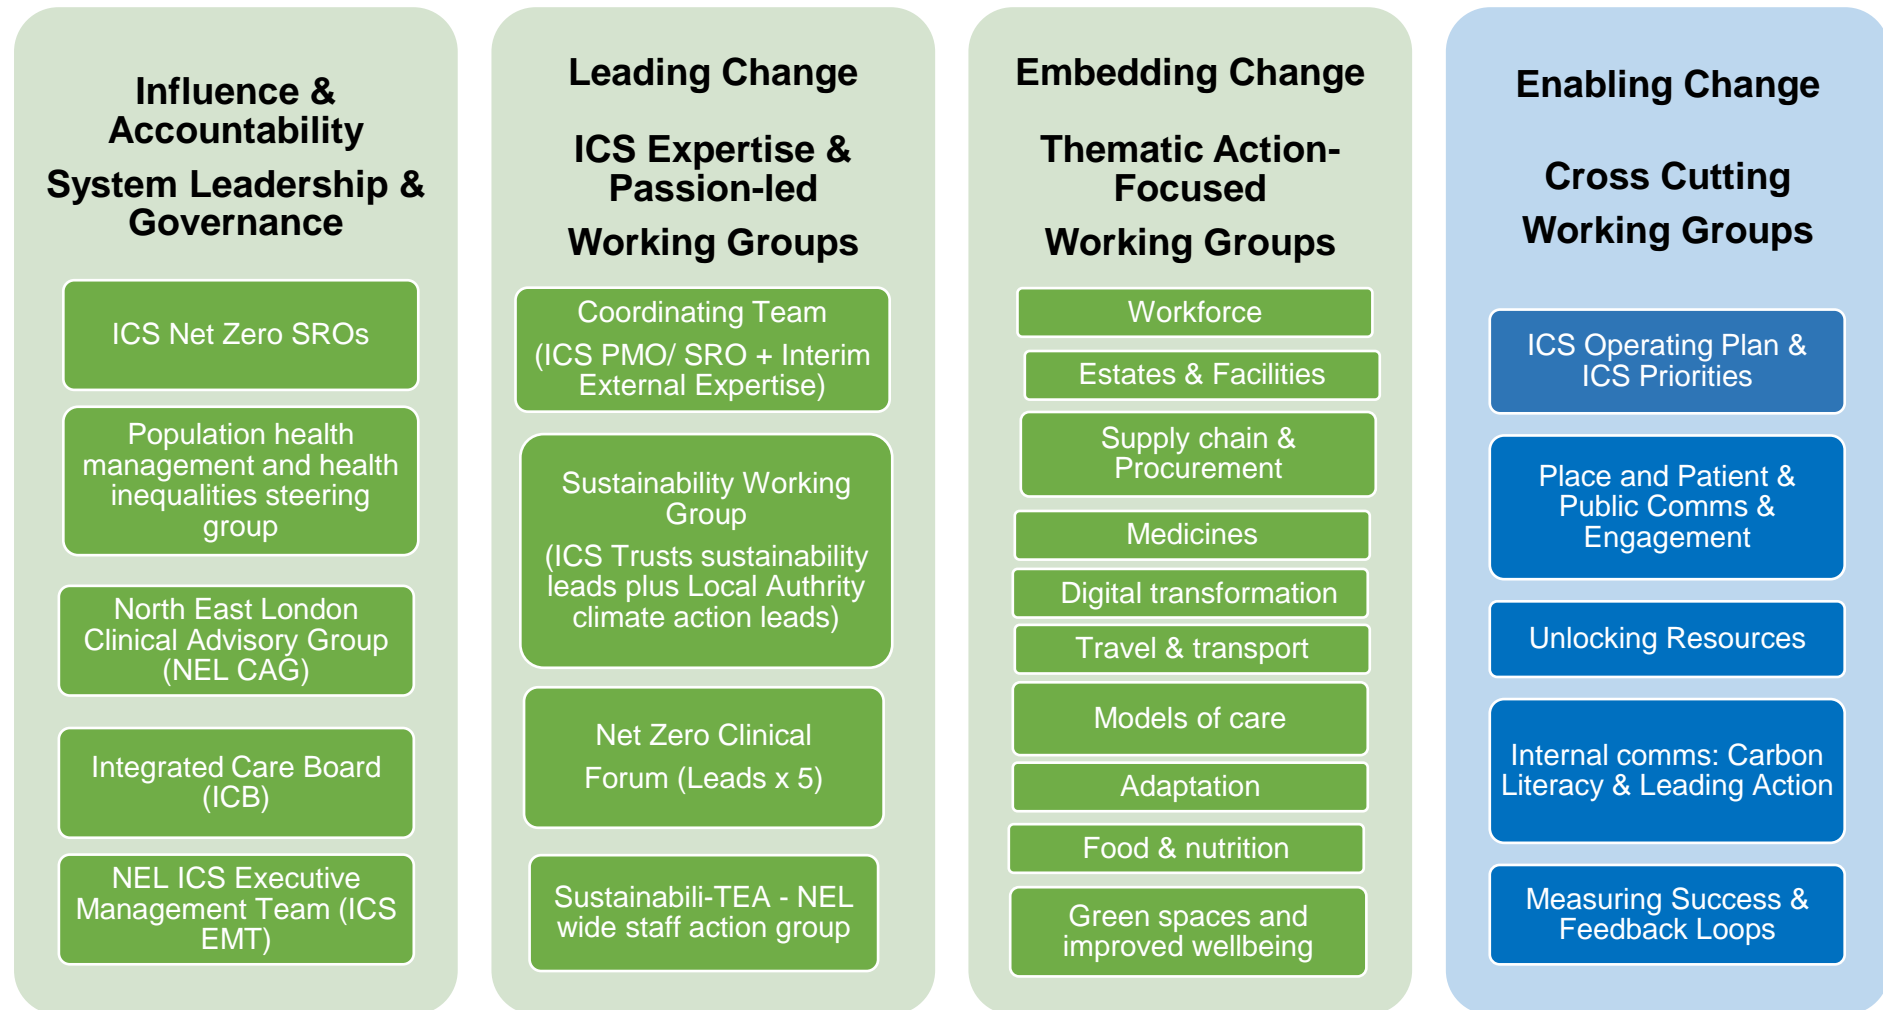 Influence &
Accountability
System Leadership &
Governance
ICS Net Zero SROs
Population health
management and health
inequalities steering
group
North East London
Clinical Advisory Group
(NEL CAG)
Integrated Care Board
(ICB)
NEL ICS Executive
Management Team (ICS
EMT)
Leading Change
ICS Expertise &
Passion-led
Working Groups
Coordinating Team
(ICS PMO/ SRO + Interim
External Expertise)
Sustainability Working
Group
(ICS Trusts sustainability
leads plus Local Authrity
climate action leads)
Net Zero Clinical
Forum (Leads x 5)
Sustainabili-TEA - NEL
wide staff action group
Embedding Change
Thematic Action-
Focused
Working Groups
Workforce
Estates & Facilities
Supply chain &
Procurement
Medicines
Digital transformation
Travel & transport
Models of care
Adaptation
Food & nutrition
Green spaces and
improved wellbeing
Enabling Change
Cross Cutting
Working Groups
ICS Operating Plan &
ICS Priorities
Place and Patient &
Public Comms &
Engagement
Unlocking Resources
Internal comms: Carbon
Literacy & Leading Action
Measuring Success &
Feedback Loops